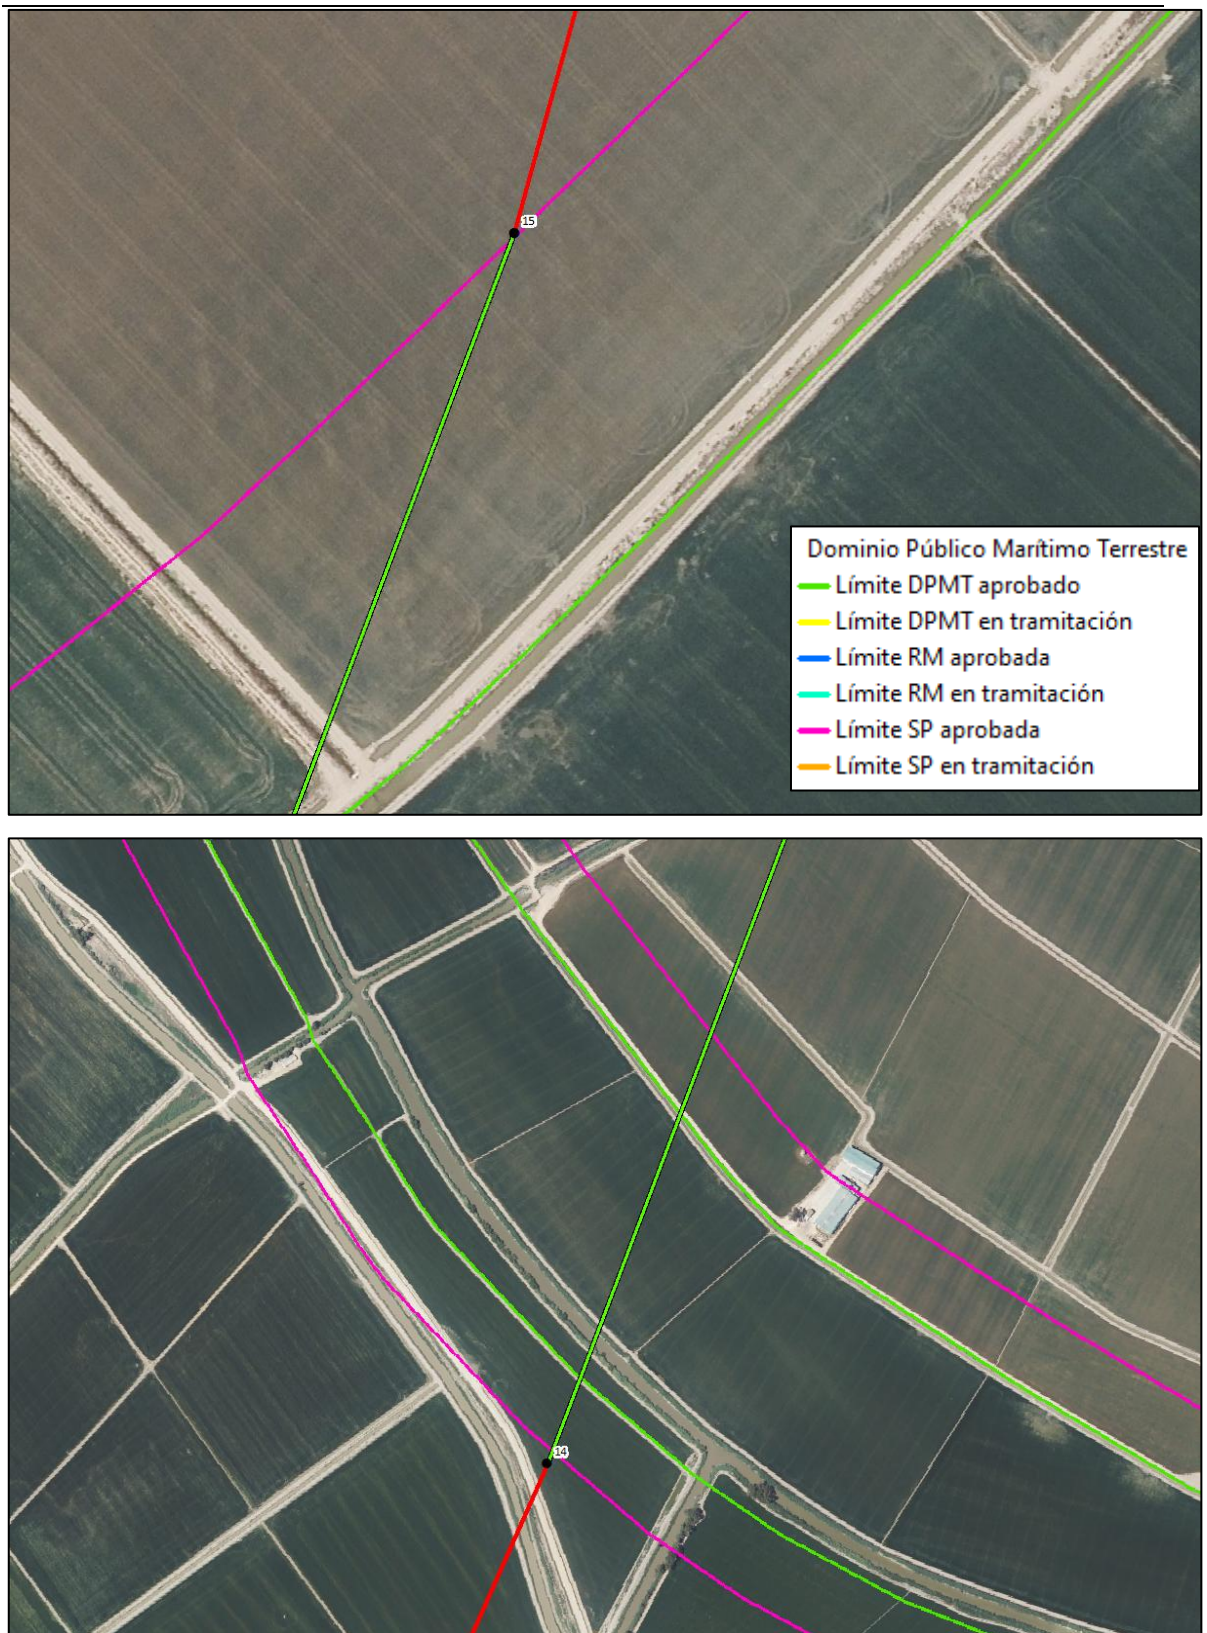 15
Dominio Público Marítimo Terrestre
Límite DPMT aprobado
Límite DPMT en tramitación
Límite RM aprobada
Límite RM en tramitación
Límite SP aprobada
Límite SP en tramitación
14